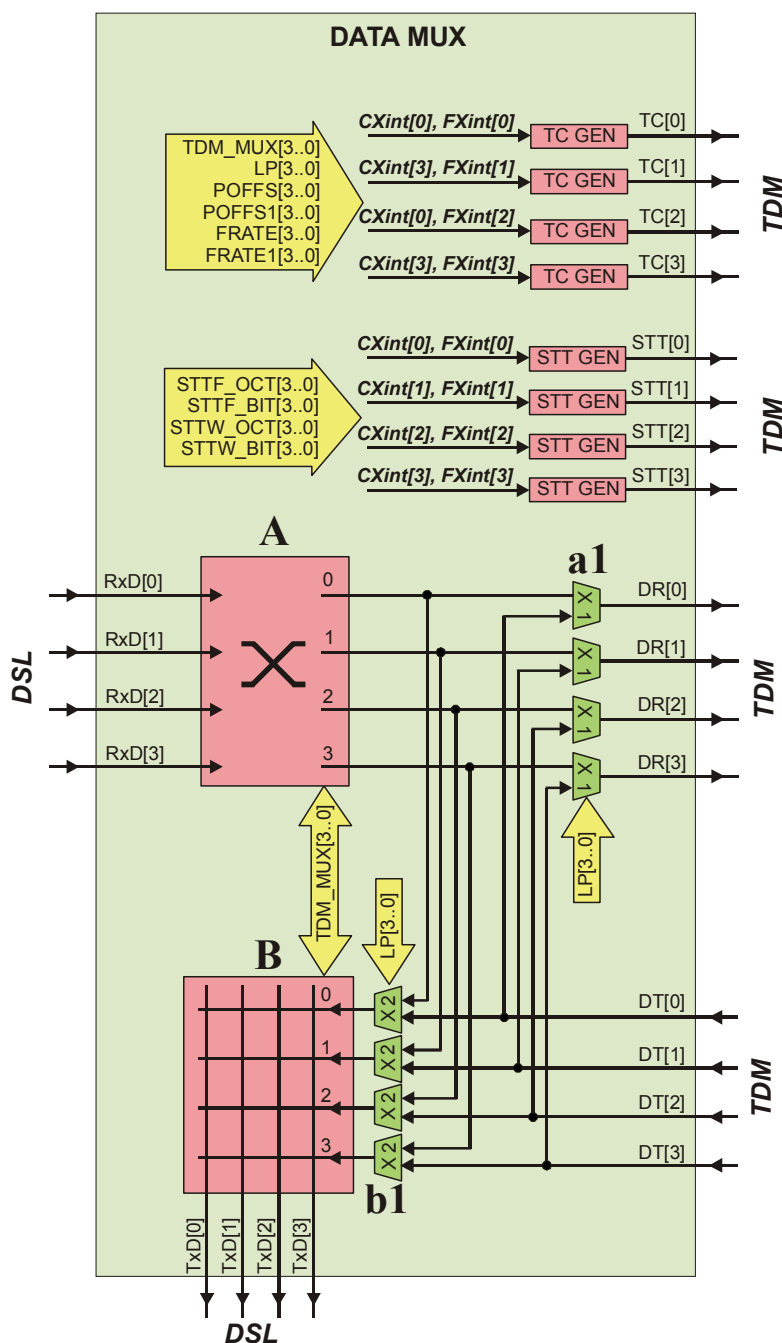 DATA MUX
TDM_MUX[3..0]
LP[3..0]
POFFS[3..0]
POFFS1[3..0]
FRATE[3..0]
FRATE1[3..0]
CXint[0], FXint[0]
TC GEN
TC[0]
CXint[3], FXint[1]
TC GEN
TC[1]
CXint[0], FXint[2]
TC GEN
TC[2]
CXint[3], FXint[3]
TC GEN
TC[3]
TDM
STTF_OCT[3..0]
STTF_BIT[3..0]
STTW_OCT[3..0]
STTW_BIT[3..0]
CXint[0], FXint[0]
STT GEN
STT[0]
CXint[1], FXint[1]
STT GEN
STT[1]
CXint[2], FXint[2]
STT GEN
STT[2]
CXint[3], FXint[3]
STT GEN
STT[3]
TDM
A
a1
RxD[0]
0
X 1
DR[0]
RxD[1]
1
X 1
DR[1]
DSL
RxD[2]
2
X 1
DR[2]
TDM
RxD[3]
3
X 1
DR[3]
TDM_MUX[3..0]
LP[3..0]
LP[3..0]
B
0
X 2
DT[0]
1
X 2
DT[1]
2
X 2
DT[2]
TDM
3
X 2
DT[3]
b1
TxD[0]
TxD[1]
TxD[2]
TxD[3]
DSL